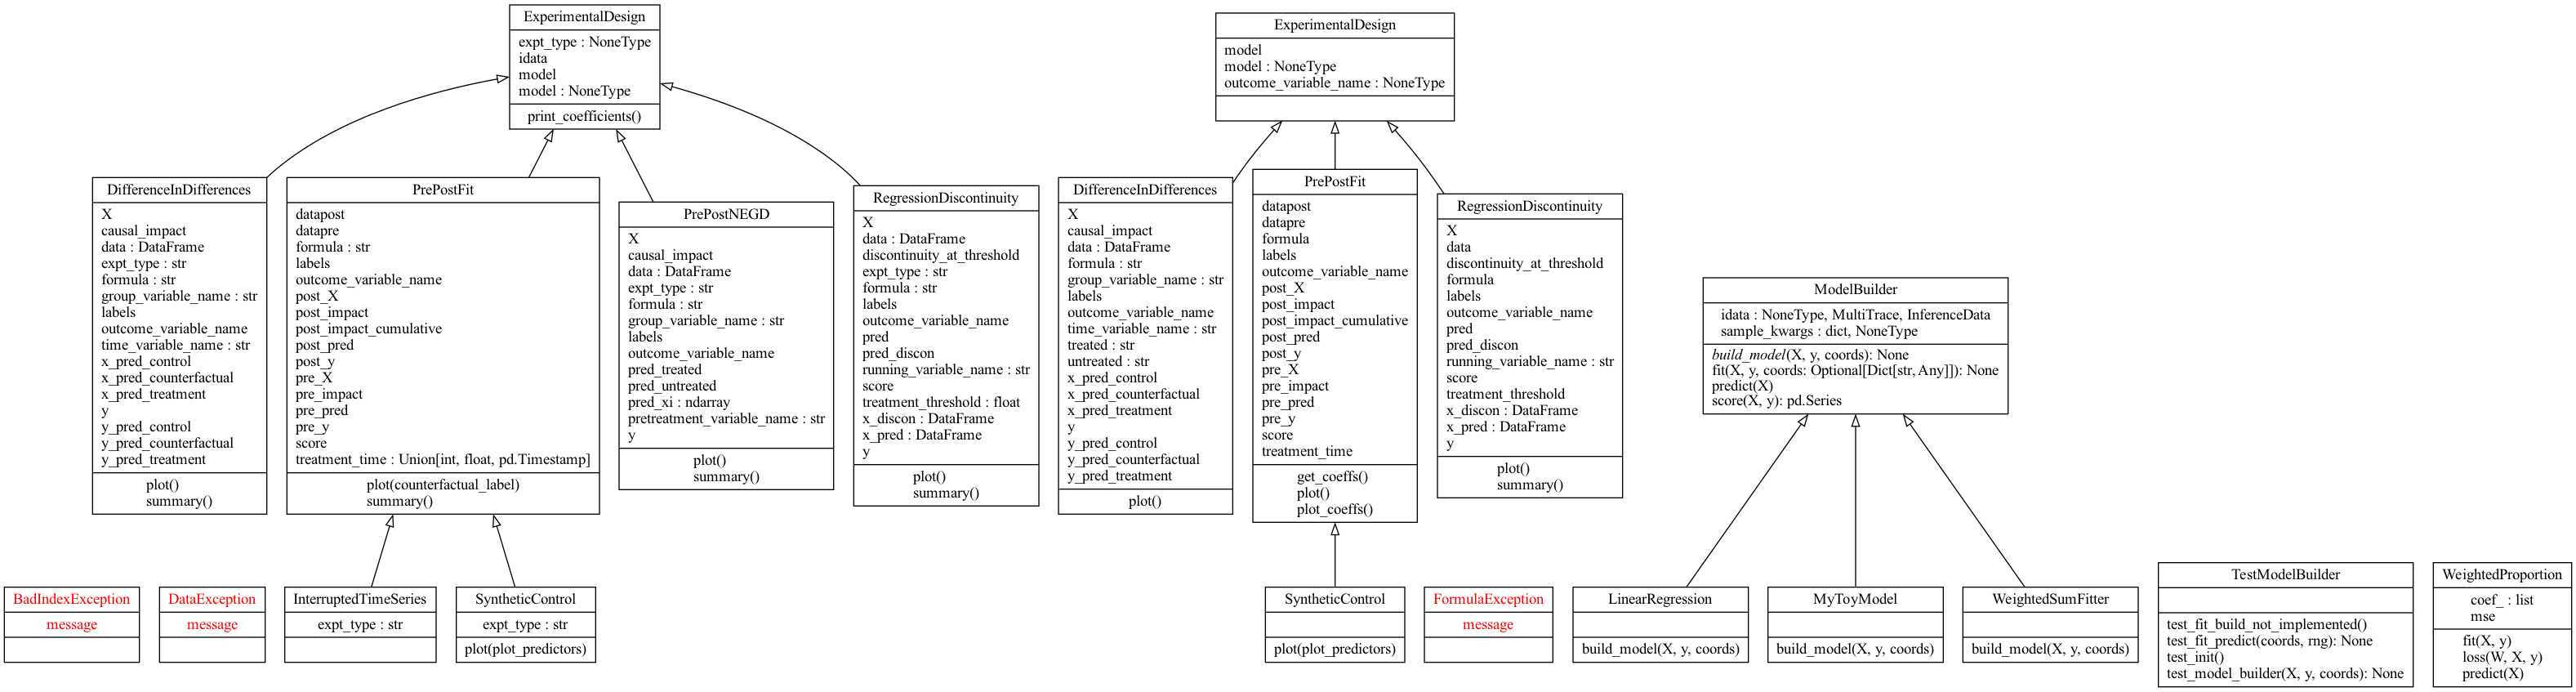 ExperimentalDesign
expt_type : NoneType
idata
model
model : NoneType
print_coefficients()
ExperimentalDesign
model
model : NoneType
outcome_variable_name : NoneType
DifferenceInDifferences
X
causal_impact
data : DataFrame
expt_type : str
formula : str
group_variable_name : str
labels
outcome_variable_name
time_variable_name : str
x_pred_control
x_pred_counterfactual
x_pred_treatment
y
y_pred_control
y_pred_counterfactual
y_pred_treatment
plot()
summary()
PrePostFit
datapost
datapre
formula : str
labels
outcome_variable_name
post_X
post_impact
post_impact_cumulative
post_pred
post_y
pre_X
pre_impact
pre_pred
pre_y
score
treatment_time : Union[int, float, pd.Timestamp]
plot(counterfactual_label)
summary()
PrePostNEGD
X
causal_impact
data : DataFrame
expt_type : str
formula : str
group_variable_name : str
labels
outcome_variable_name
pred_treated
pred_untreated
pred_xi : ndarray
pretreatment_variable_name : str
y
plot()
summary()
RegressionDiscontinuity
X
data : DataFrame
discontinuity_at_threshold
expt_type : str
formula : str
labels
outcome_variable_name
pred
pred_discon
running_variable_name : str
score
treatment_threshold : float
x_discon : DataFrame
x_pred : DataFrame
y
plot()
summary()
DifferenceInDifferences
X
causal_impact
data : DataFrame
formula : str
group_variable_name : str
labels
outcome_variable_name
time_variable_name : str
treated : str
untreated : str
x_pred_control
x_pred_counterfactual
x_pred_treatment
y
y_pred_control
y_pred_counterfactual
y_pred_treatment
plot()
PrePostFit
datapost
datapre
formula
labels
outcome_variable_name
post_X
post_impact
post_impact_cumulative
post_pred
post_y
pre_X
pre_impact
pre_pred
pre_y
score
treatment_time
get_coeffs()
plot()
plot_coeffs()
RegressionDiscontinuity
X
data
discontinuity_at_threshold
formula
labels
outcome_variable_name
pred
pred_discon
running_variable_name : str
score
treatment_threshold
x_discon : DataFrame
x_pred : DataFrame
y
plot()
summary()
ModelBuilder
idata : NoneType, MultiTrace, InferenceData
sample_kwargs : dict, NoneType
build_model(X, y, coords): None
fit(X, y, coords: Optional[Dict[str, Any]]): None
predict(X)
score(X, y): pd.Series
BadIndexException
message
DataException
message
InterruptedTimeSeries
expt_type : str
SyntheticControl
expt_type : str
plot(plot_predictors)
SyntheticControl
plot(plot_predictors)
FormulaException
message
LinearRegression
build_model(X, y, coords)
MyToyModel
build_model(X, y, coords)
WeightedSumFitter
build_model(X, y, coords)
TestModelBuilder
test_fit_build_not_implemented()
test_fit_predict(coords, rng): None
test_init()
test_model_builder(X, y, coords): None
WeightedProportion
coef_ : list
mse
fit(X, y)
loss(W, X, y)
predict(X)